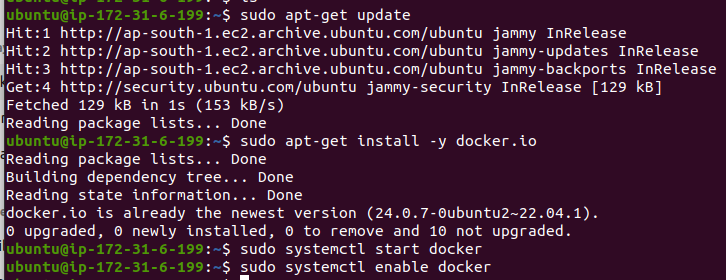 ubuntu@ip-172-31-6-199:~$ sudo apt-get update
Hit:1 http://ap-south-1.ec2.archive.ubuntu.com/ubuntu jammy InRelease
Hit:2 http://ap-south-1.ec2.archive.ubuntu.com/ubuntu jammy-updates InRelease
Hit:3 http://ap-south-1.ec2.archive.ubuntu.com/ubuntu jammy-backports InRelease
Get:4 http://security.ubuntu.com/ubuntu jammy-security InRelease [129 kB]
Fetched 129 kB in 1s (153 kB/s)
Reading package lists... Done
ubuntu@ip-172-31-6-199:~$ sudo apt-get install -y docker.io
Reading package lists... Done
Building dependency tree... Done
Reading state information... Done
docker.io is already the newest version (24.0.7-0ubuntu2~22.04.1).
0 upgraded, 0 newly installed, 0 to remove and 10 not upgraded.
ubuntu@ip-172-31-6-199:~$ sudo systemctl start docker
ubuntu@ip-172-31-6-199:~$ sudo systemctl enable docker